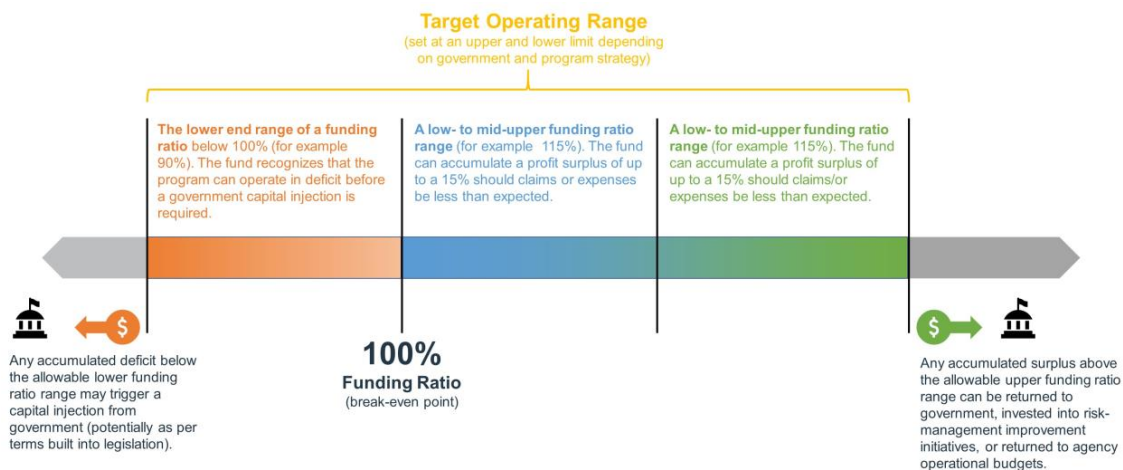 Target Operating Range
(set at an upper and lower limit depending
on government and program strategy)
The lower end range of a funding
ratio below 100% (for example
90%). The fund recognizes that the
program can operate in deficit before
a government capital injection is
required.
A low- to mid-upper funding ratio
range (for example 115%). The fund
can accumulate a profit surplus of up
to a 15% should claims or expenses
be less than expected.
A low- to mid-upper funding ratio
range (for example 115%). The fund
can accumulate a profit surplus of
up to a 15% should claims/or
expenses be less than expected.
$
Any accumulated deficit below
the allowable lower funding
ratio range may trigger a
capital injection from
government (potentially as per
terms built into legislation).
100%
Funding Ratio
(break-even point)
$
Any accumulated surplus above
the allowable upper funding ratio
range can be returned to
government, invested into risk-
management improvement
initiatives, or returned to agency
operational budgets.